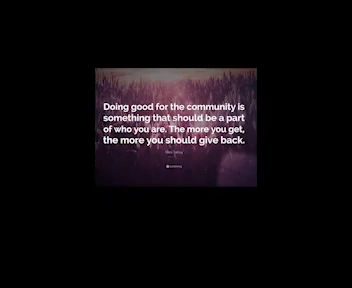 Doing good for the community is
something that should be a part
of who you are. The more you get,
the more you should give back.